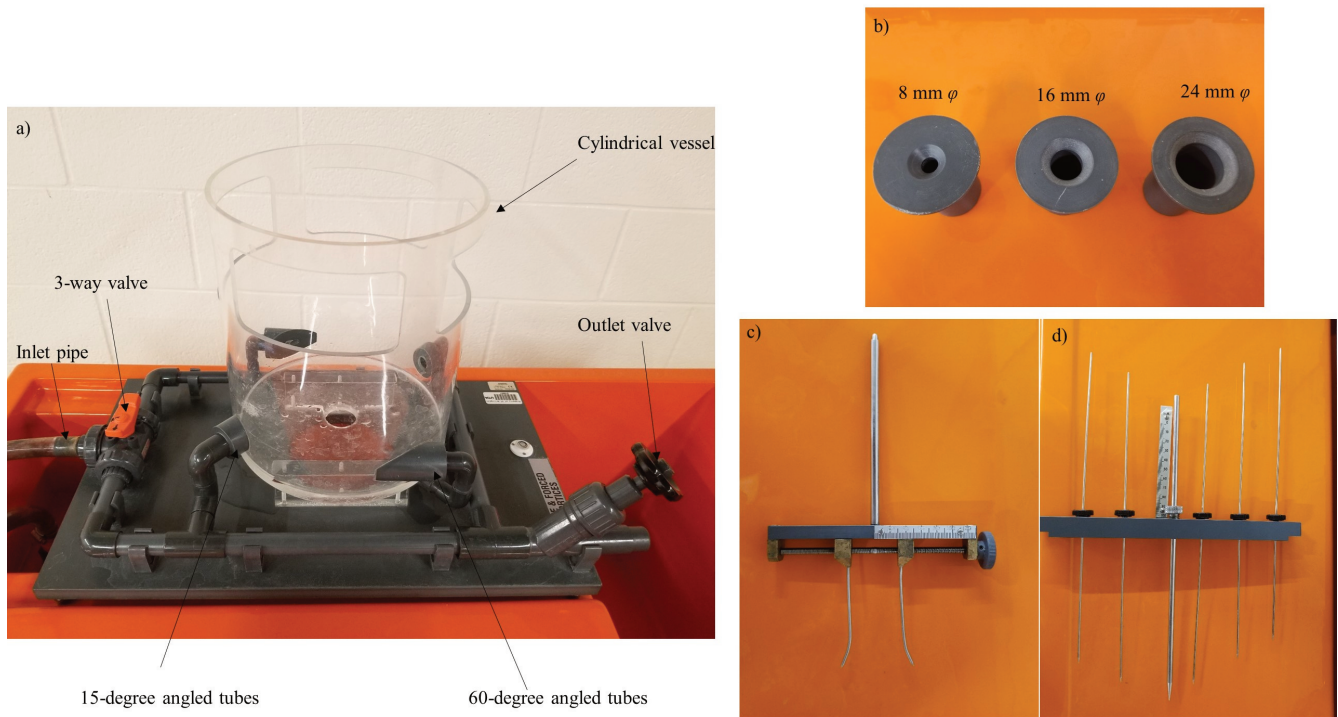 a)
Cylindrical vessel
3-way valve
Inlet pipe
Outlet valve
& FORCED
15-degree angled tubes
60-degree angled tubes
b)
8 mm φ
16 mm φ
24 mm φ
c)
d)